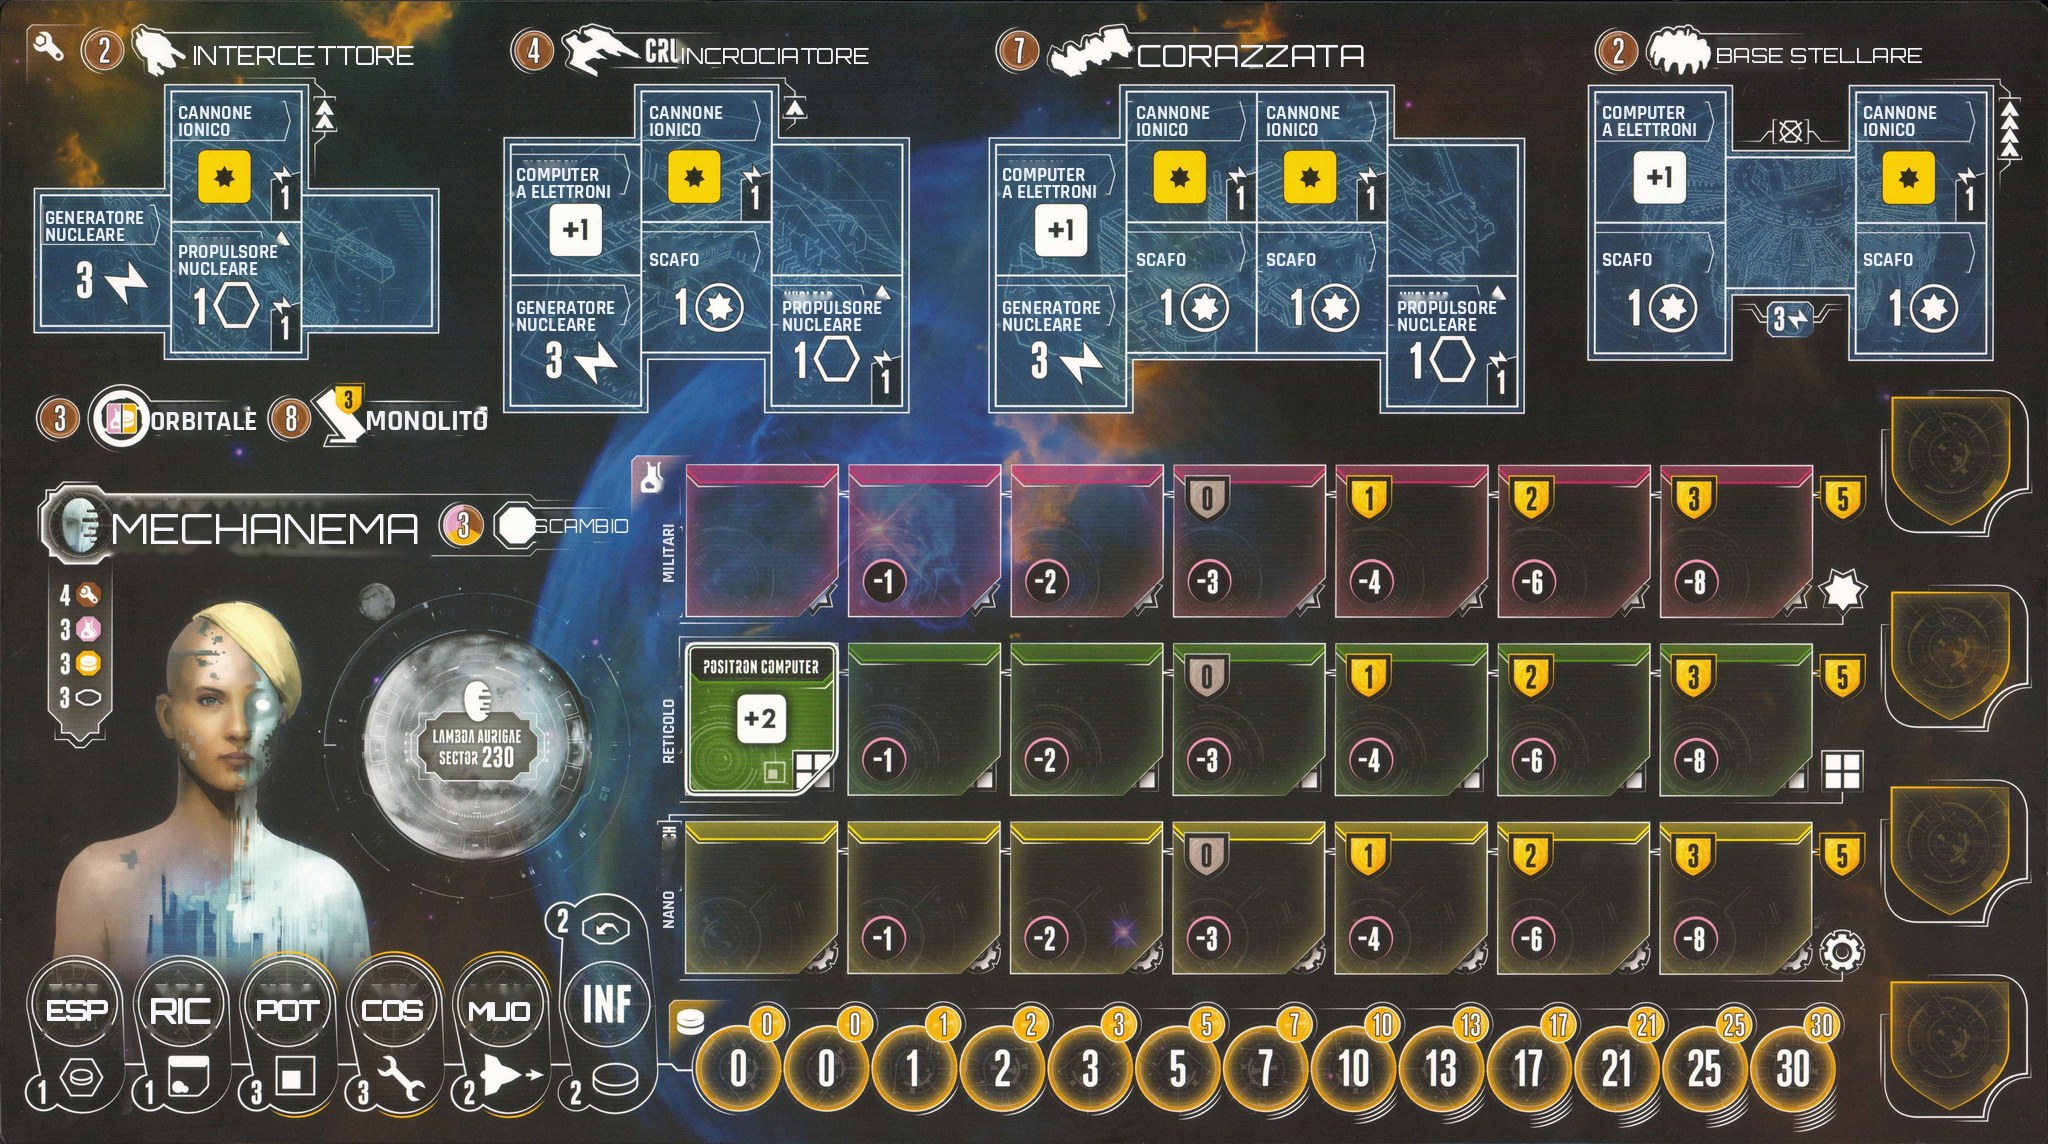 2 INTERCETTORE
4 CRUINCROCIATORE
7 CORAZZATA
2 BASE STELLARE
CANNONE
IONICO
1
GENERATORE
NUCLEARE
3
PROPULSORE
NUCLEARE
1
1
CANNONE
IONICO
1
COMPUTER
A ELETTRONI
+1
SCAFO
1
GENERATORE
NUCLEARE
3
PROPULSORE
NUCLEARE
1
1
CANNONE
IONICO
1
CANNONE
IONICO
1
COMPUTER
A ELETTRONI
+1
SCAFO
1
SCAFO
1
GENERATORE
NUCLEARE
3
PROPULSORE
NUCLEARE
1
1
COMPUTER
A ELETTRONI
+1
CANNONE
IONICO
1
SCAFO
1
3
SCAFO
1
3 ORBITALE 8 3 MONOLITO
MECHANEMA 3 SCAMBIO
4
3
3
3
LAMBDA AURIGAE
SECTOR 230
MILITARI
0 1 2 3 5
-1 -2 -3 -4 -6 -8
RETICOLO
POSITRON COMPUTER
+2
0 1 2 3 5
-1 -2 -3 -4 -6 -8
NANO
0 1 2 3 5
-1 -2 -3 -4 -6 -8
2
ESP RIC POT COS MUO INF
1 1 3 3 2 2
0 0 1 2 3 5 7 10 13 17 21 25 30
0 0 1 2 3 5 7 10 13 17 21 25 30